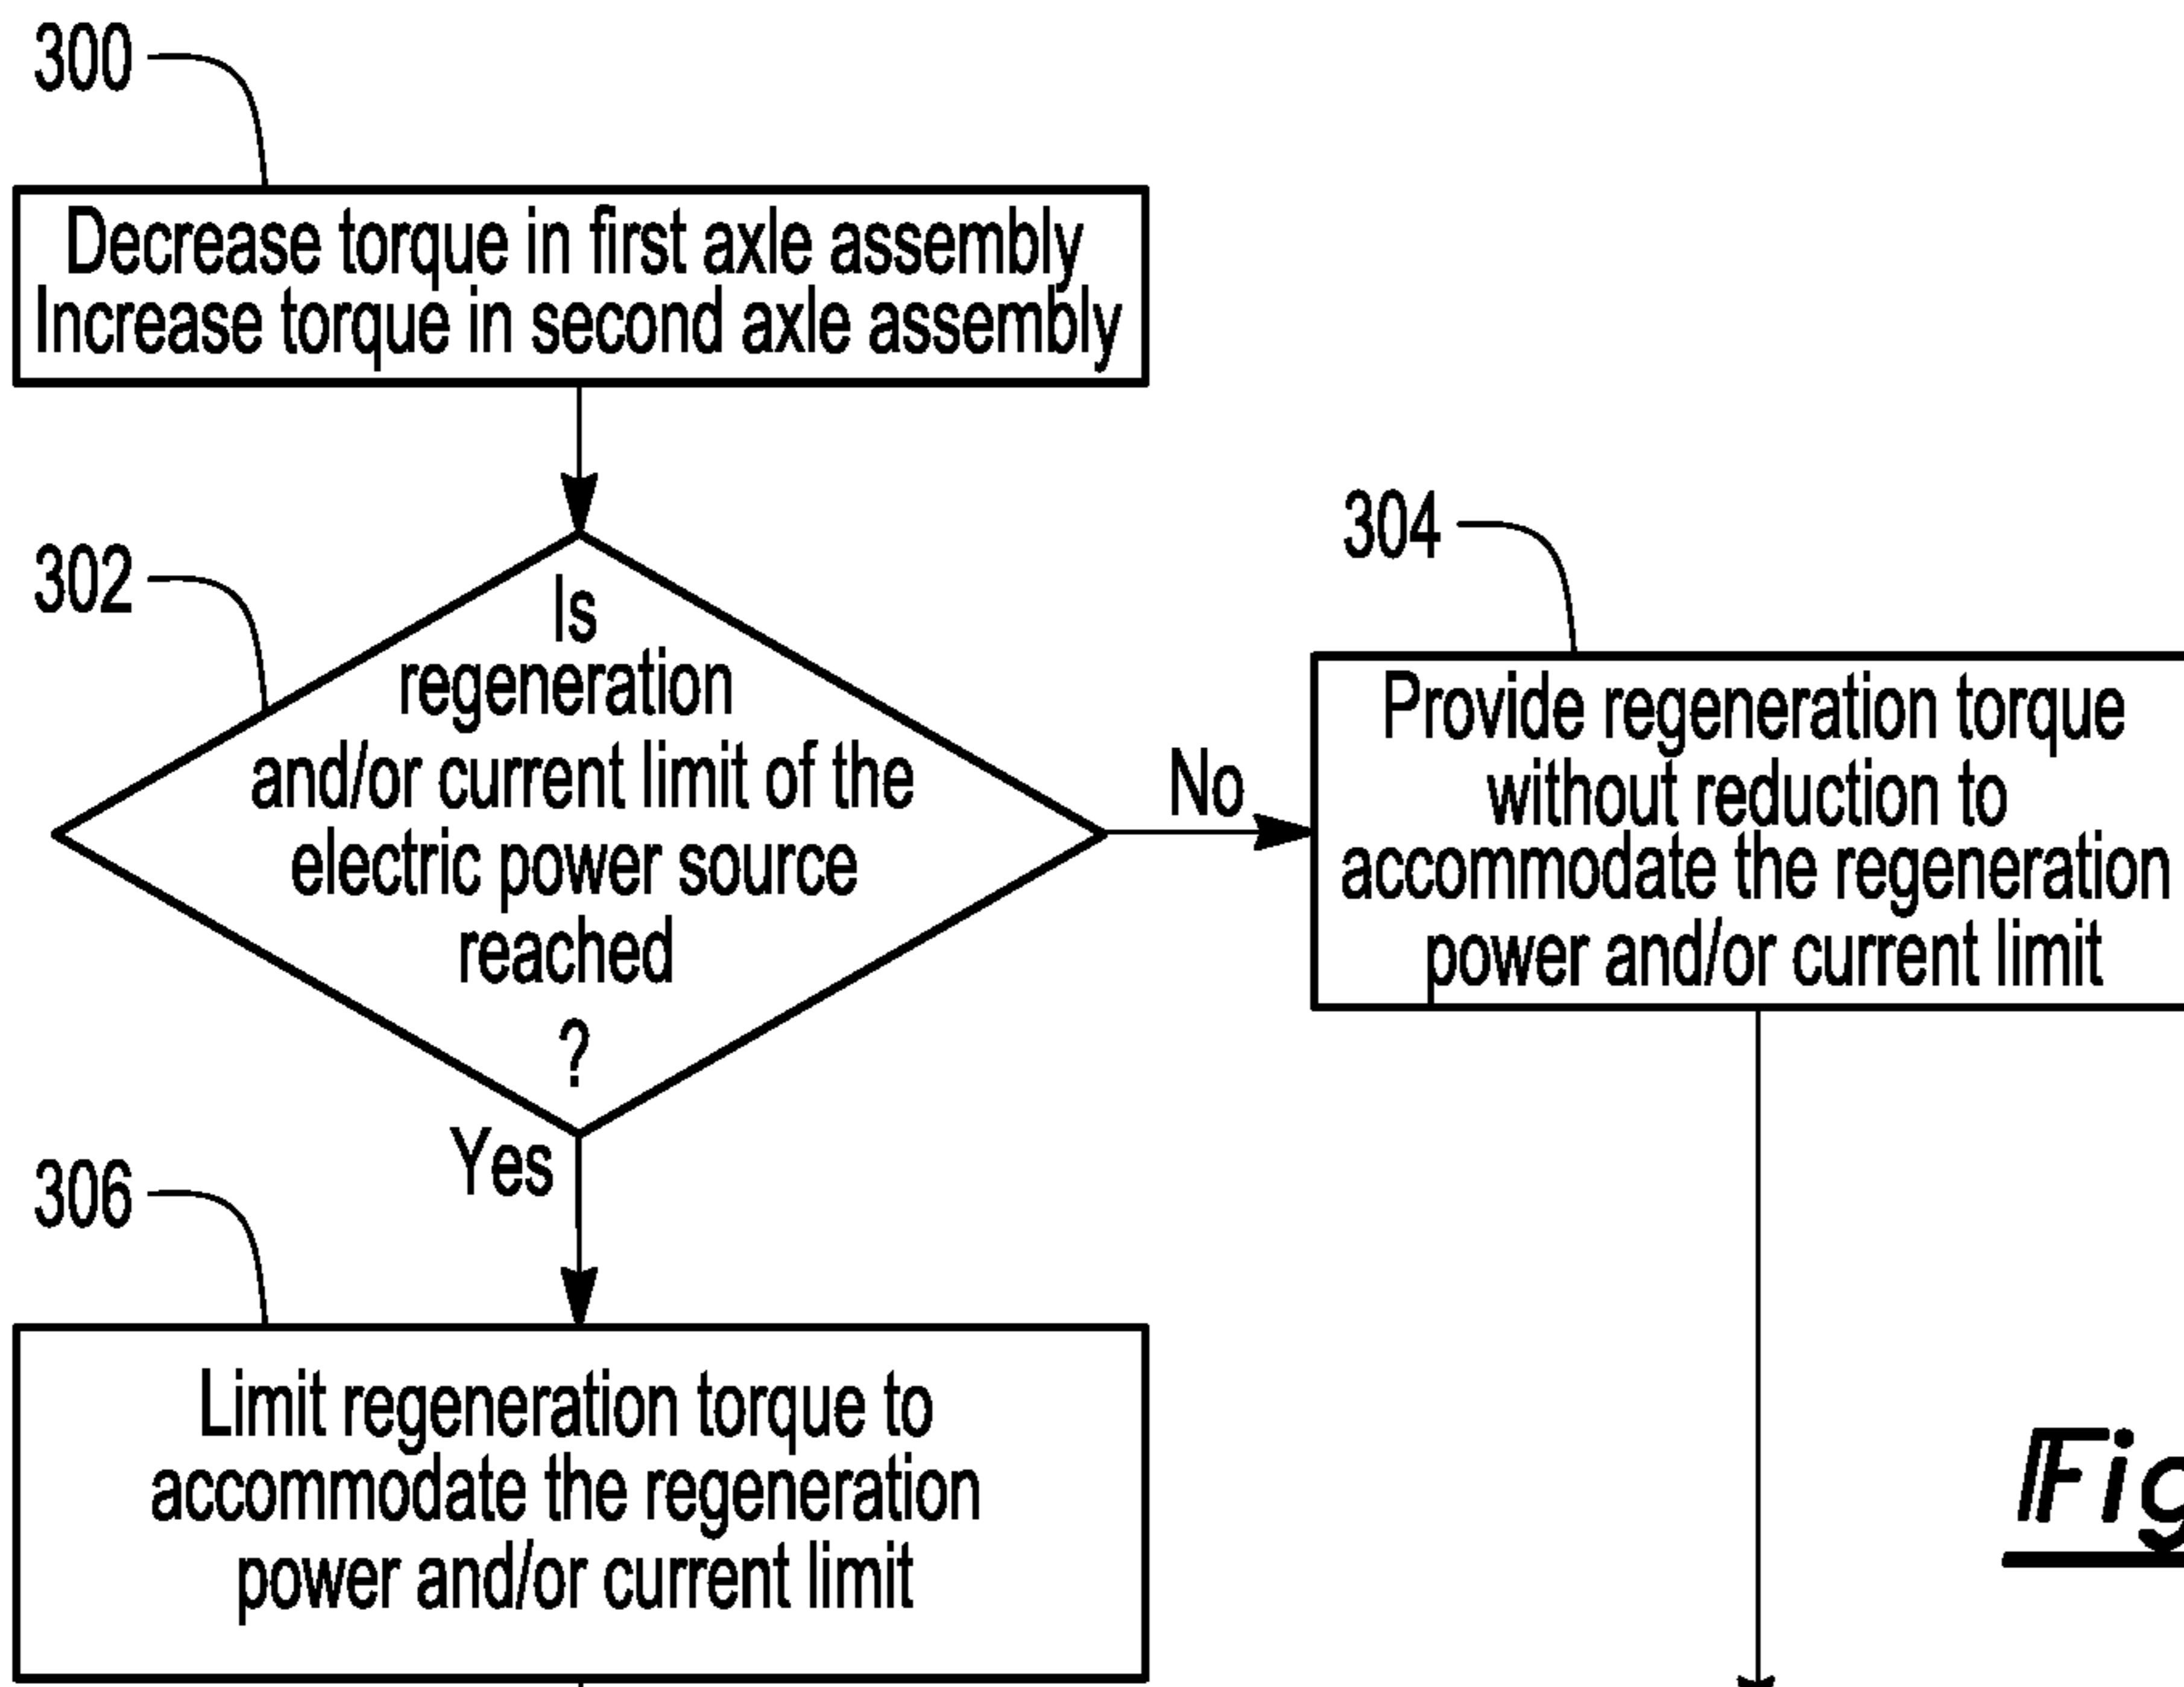 300
Decrease torque in first axle assembly
Increase torque in second axle assembly
302
Is
regeneration
and/or current limit of the
electric power source
reached
?
No
304
Provide regeneration torque
without reduction to
accommodate the regeneration
power and/or current limit
Yes
306
Limit regeneration torque to
accommodate the regeneration
power and/or current limit
Fig